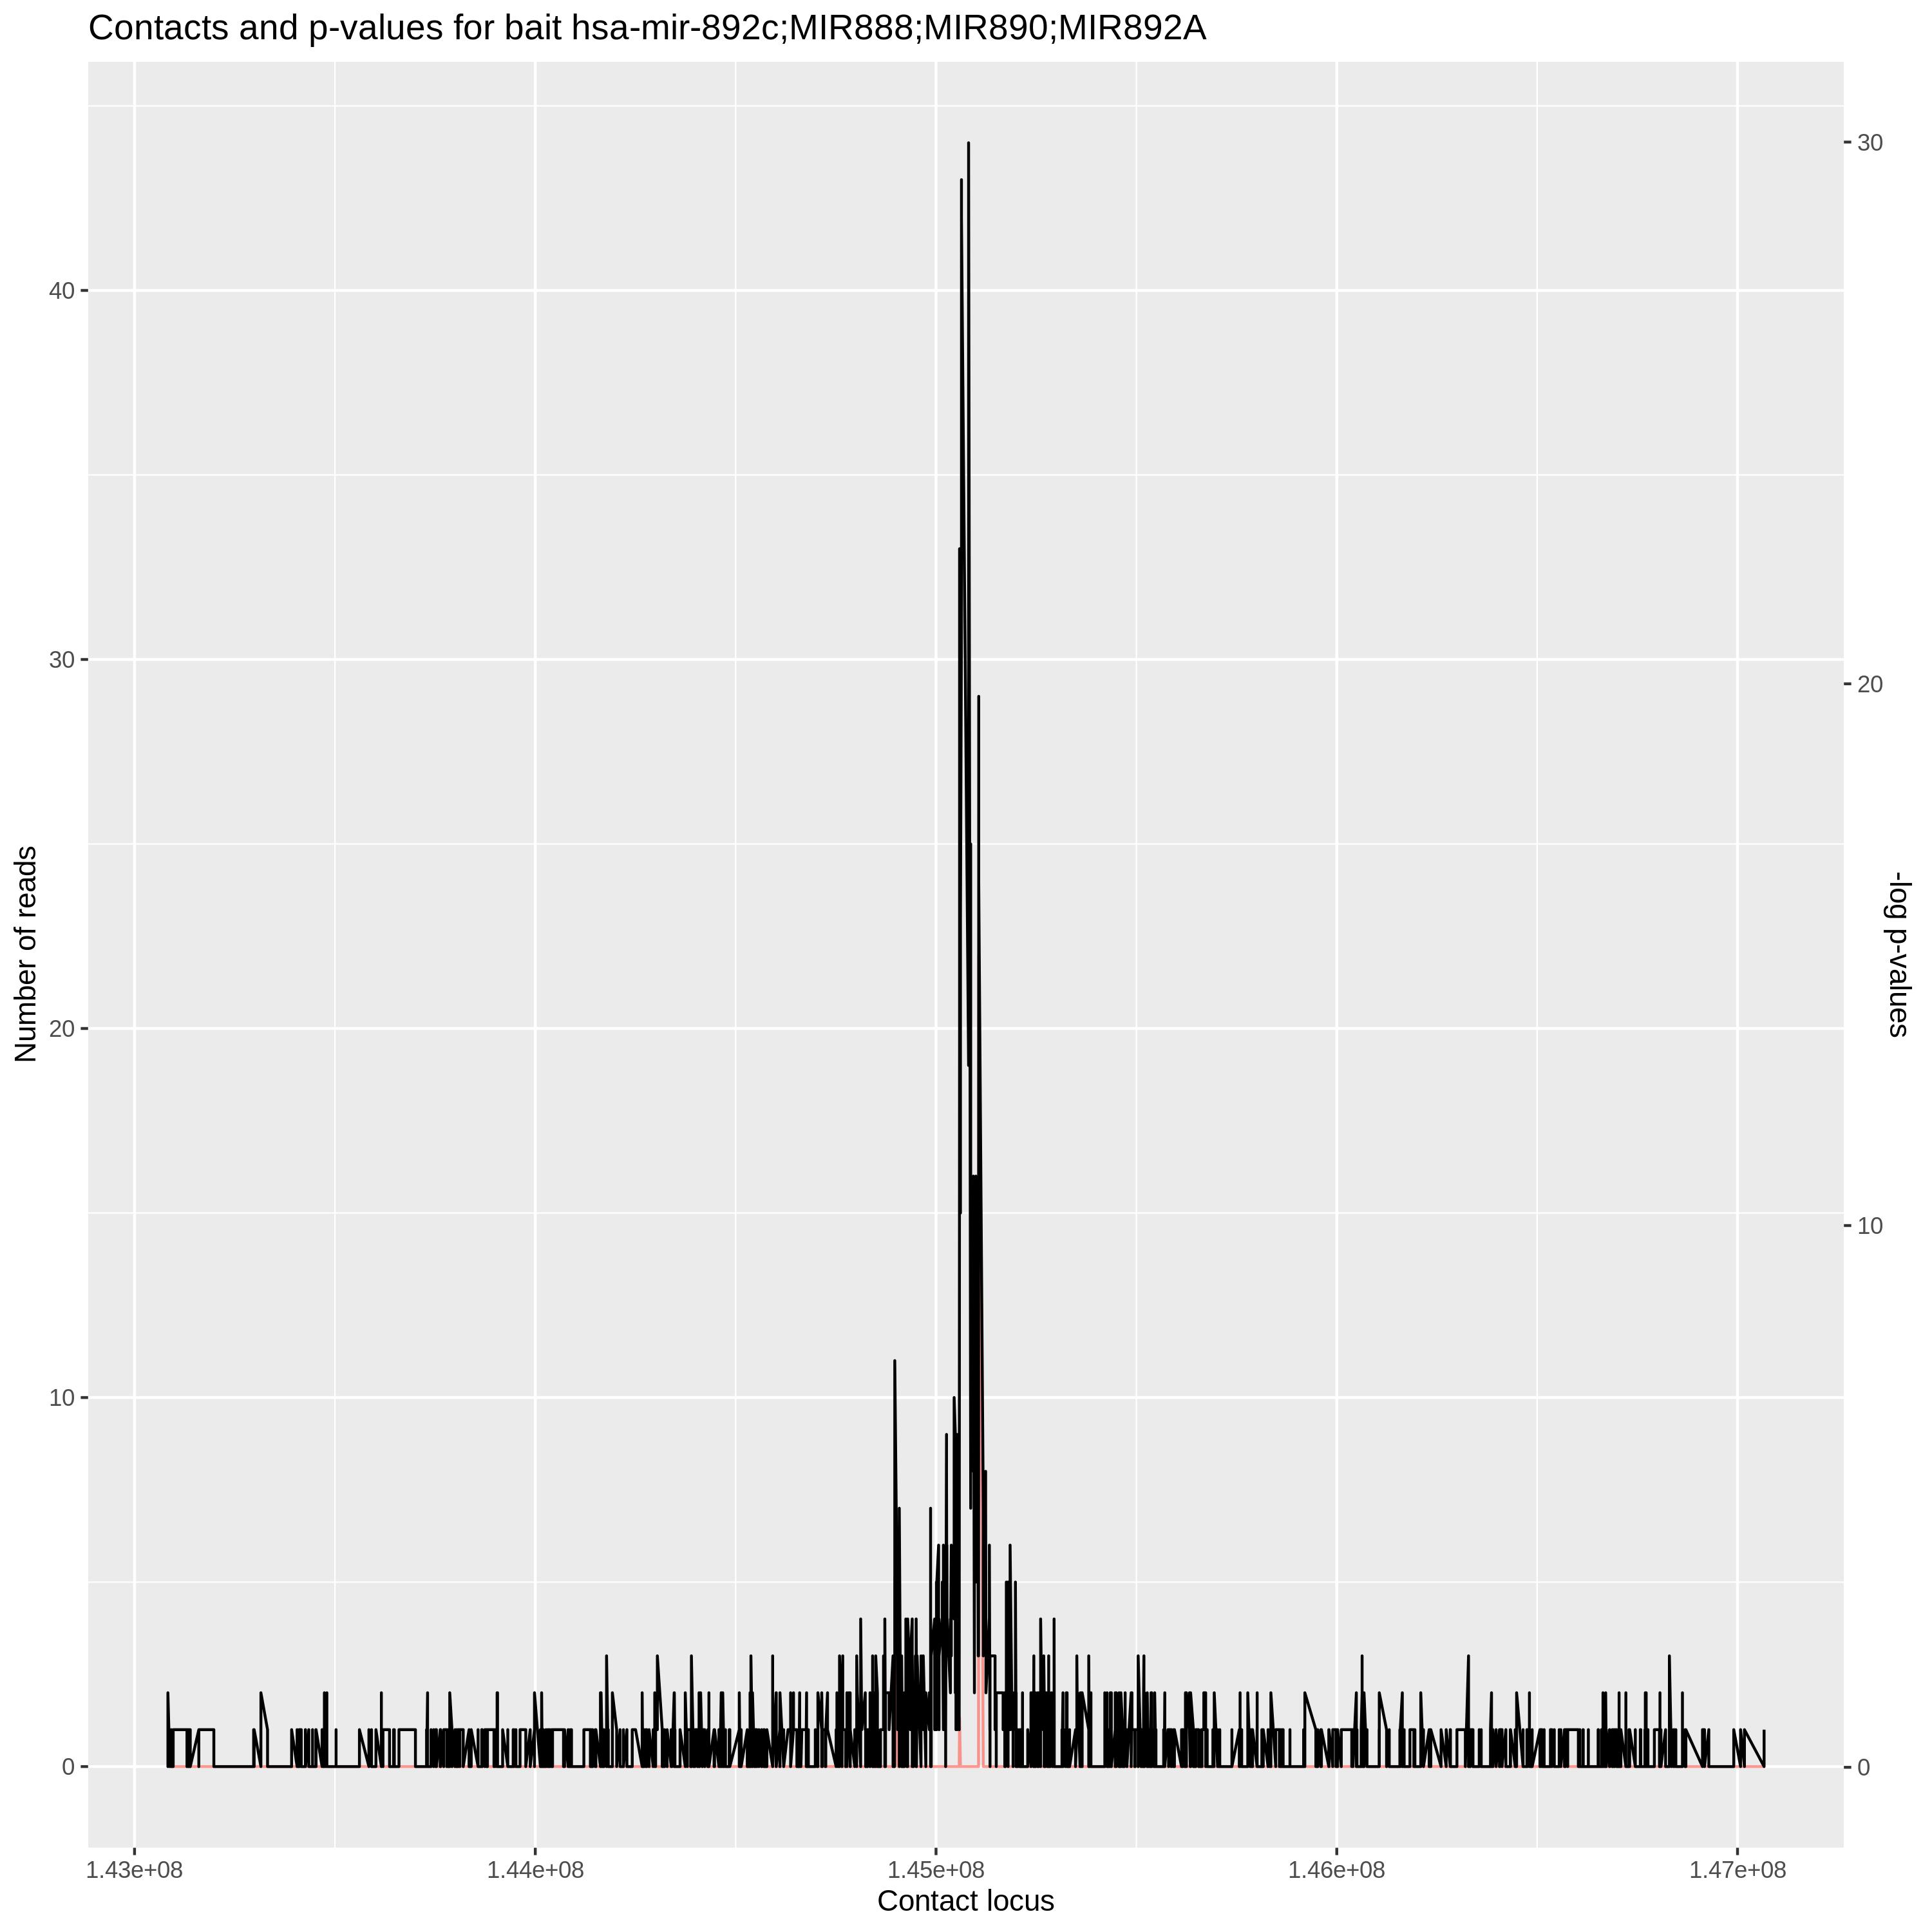 Contacts and p-values for bait hsa-mir-892c;MIR888;MIR890;MIR892A
Number of reads
40
30
20
10
0
30
20
10
0
-log p-values
1.43e+08
1.44e+08
1.45e+08
1.46e+08
1.47e+08
Contact locus